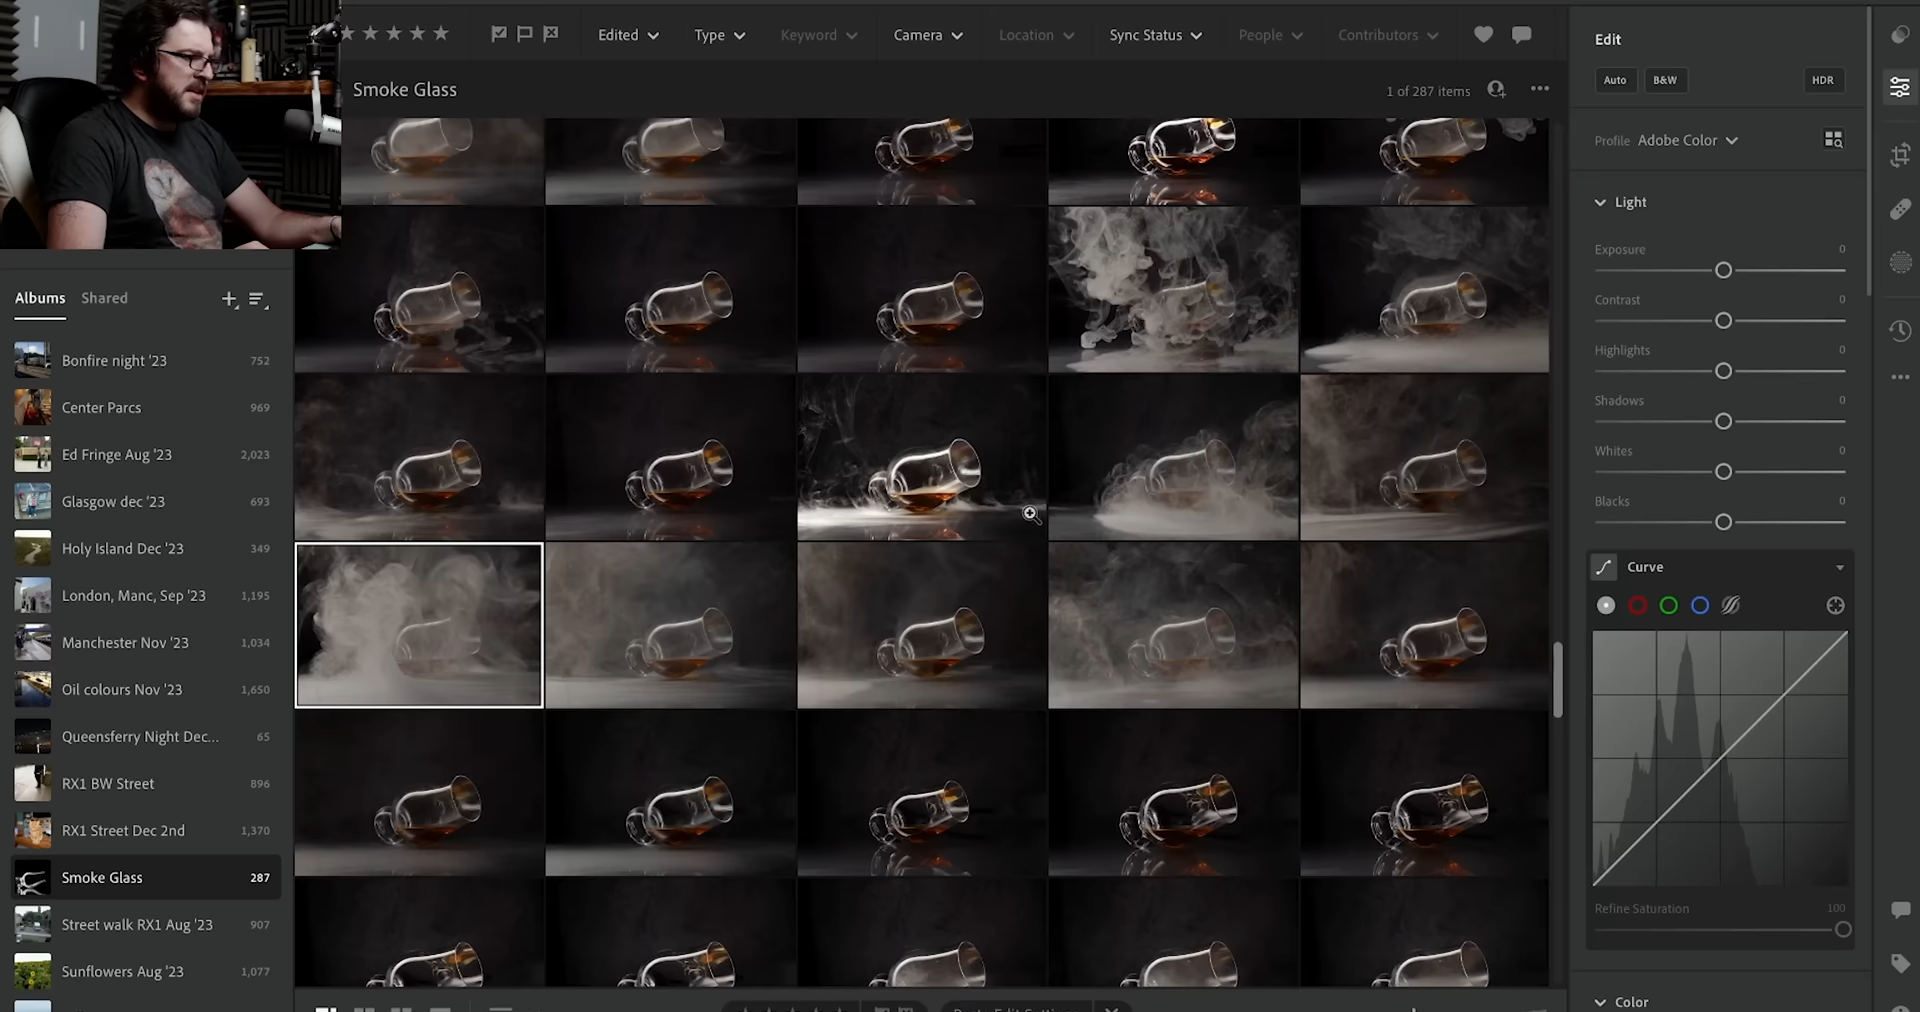 Edited Type Keyword Camera Location Sync Status People Contributors
Edit
Auto B&W HDR
Smoke Glass
1 of 287 items
Profile Adobe Color
Light
Exposure 0
Contrast 0
Highlights 0
Shadows 0
Whites 0
Blacks 0
Curve
Refine Saturation 100
Color
Albums Shared
Bonfire night '23 752
Center Parcs 969
Ed Fringe Aug '23 2,023
Glasgow dec '23 693
Holy Island Dec '23 349
London, Manc, Sep '23 1,195
Manchester Nov '23 1,034
Oil colours Nov '23 1,650
Queensferry Night Dec... 65
RX1 BW Street 896
RX1 Street Dec 2nd 1,370
Smoke Glass 287
Street walk RX1 Aug '23 907
Sunflowers Aug '23 1,077